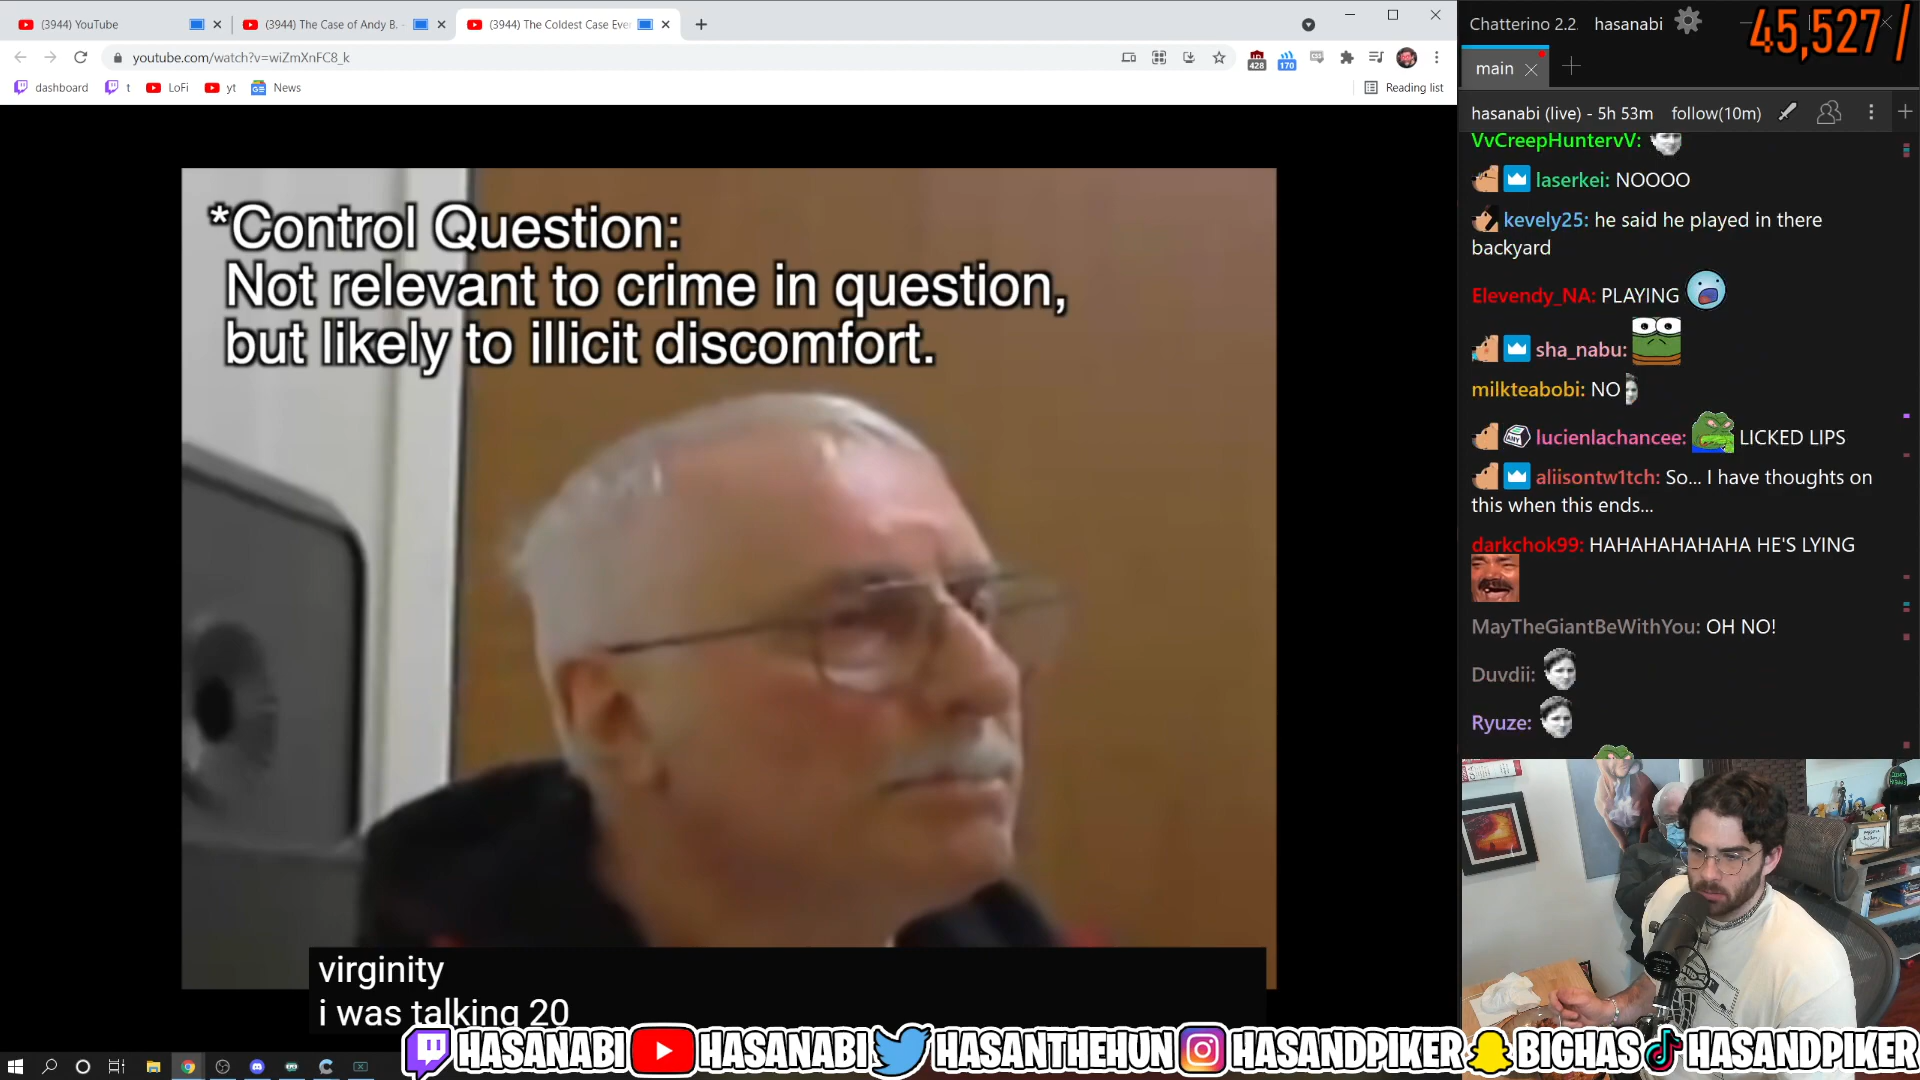 (3944) YouTube
(3944) The Case of Andy B. -
(3944) The Coldest Case Ever
youtube.com/watch?v=wiZmXnFC8_k
428
170
dashboard
t
LoFi
yt
News
Reading list
*Control Question:
Not relevant to crime in question,
but likely to illicit discomfort.
virginity
i was talking 20
Chatterino 2.2.
hasanabi
45,527 /
main
hasanabi (live) - 5h 53m
follow(10m)
VvCreepHuntervV:
laserkei: NOOOO
kevely25: he said he played in there
backyard
Elevendy_NA: PLAYING
sha_nabu:
milkteabobi: NO
lucienlachancee: LICKED LIPS
aliisontw1tch: So... I have thoughts on
this when this ends...
darkchok99: HAHAHAHAHAHA HE'S LYING
MayTheGiantBeWithYou: OH NO!
Duvdii:
Ryuze:
HASANABI
HASANABI
HASANTHEHUN
HASANDPIKER
BIGHAS
HASANDPIKER